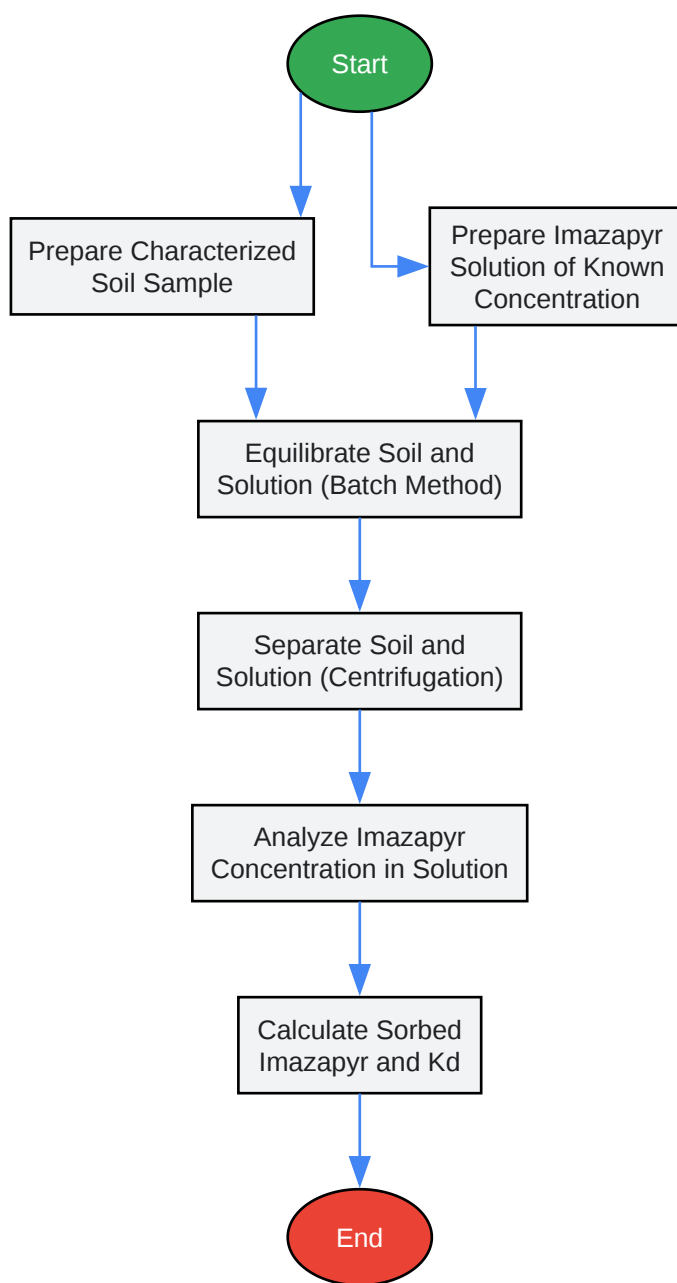 Start
Prepare Characterized
Soil Sample
Prepare Imazapyr
Solution of Known
Concentration
Equilibrate Soil and
Solution (Batch Method)
Separate Soil and
Solution (Centrifugation)
Analyze Imazapyr
Concentration in Solution
Calculate Sorbed
Imazapyr and Kd
End